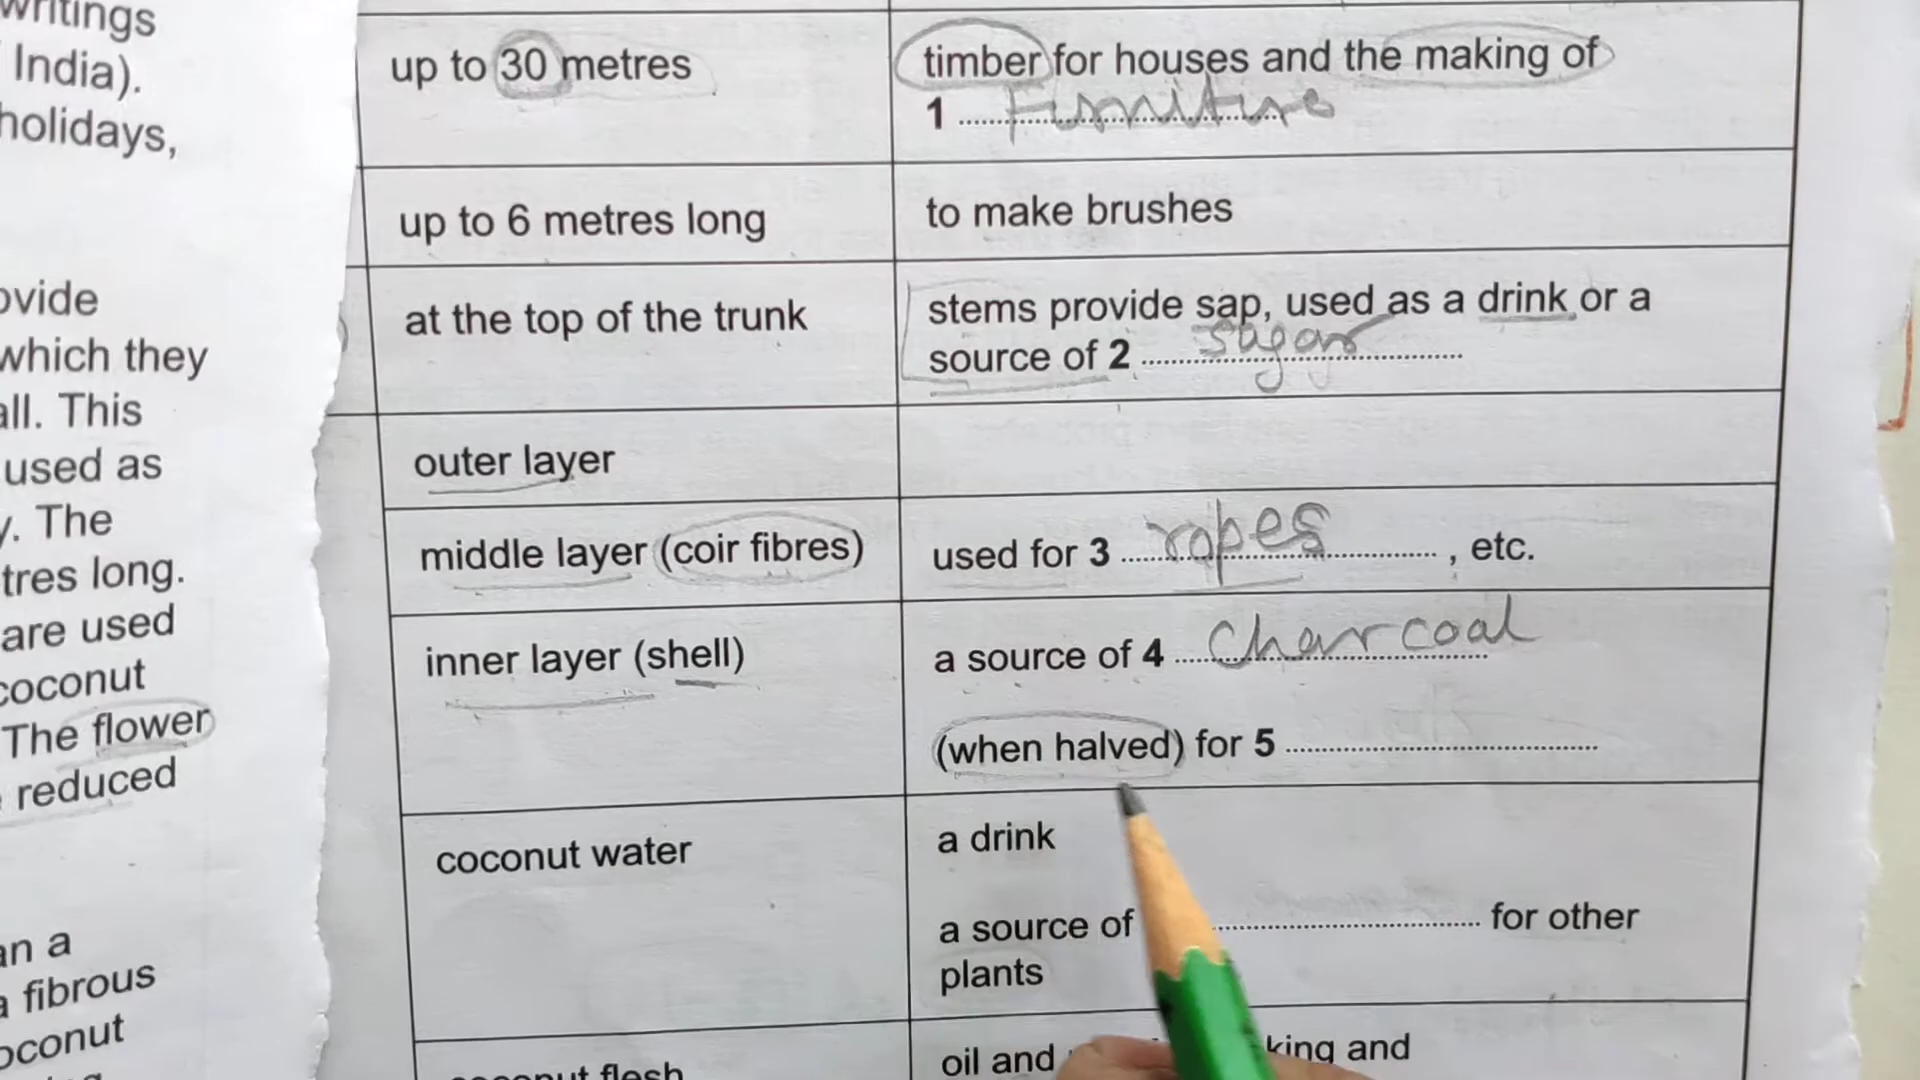 writings
India).
holidays,
which they
all. This
used as
The
long.
are used
coconut
The flower
reduced
an a
fibrous
up to 30 metres
timber for houses and the making of
1 .......... Furniture
up to 6 metres long
to make brushes
at the top of the trunk
stems provide sap, used as a drink or a
source of 2 .......... sugar
outer layer
middle layer (coir fibres)
used for 3 .......... ropes .........., etc.
inner layer (shell)
a source of 4 .......... charcoal
(when halved) for 5 ..........
coconut water
a drink
a source of .......... for other
plants
coconut flesh
oil and
and